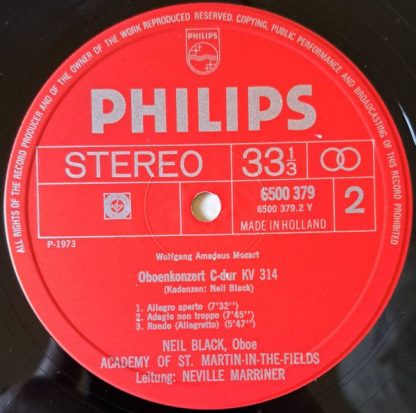 ALL RIGHTS OF THE RECORD PRODUCER AND OF THE OWNER OF THE WORK REPRODUCED RESERVED. COPYING, PUBLIC PERFORMANCE AND BROADCASTING OF THIS RECORD PROHIBITED
PHILIPS
PHILIPS
STEREO 33 1/3
6500 379
6500 379.2 Y
MADE IN HOLLAND
2
P-1973
Wolfgang Amadeus Mozart
Oboenkonzert C-dur KV 314
(Kadenzen: Neil Black)
1. Allegro aperto (7'32'')
2. Adagio non troppo (7'45'')
3. Rondo (Allegretto) (5'47'')
NEIL BLACK, Oboe
ACADEMY OF ST. MARTIN-IN-THE-FIELDS
Leitung: NEVILLE MARRINER